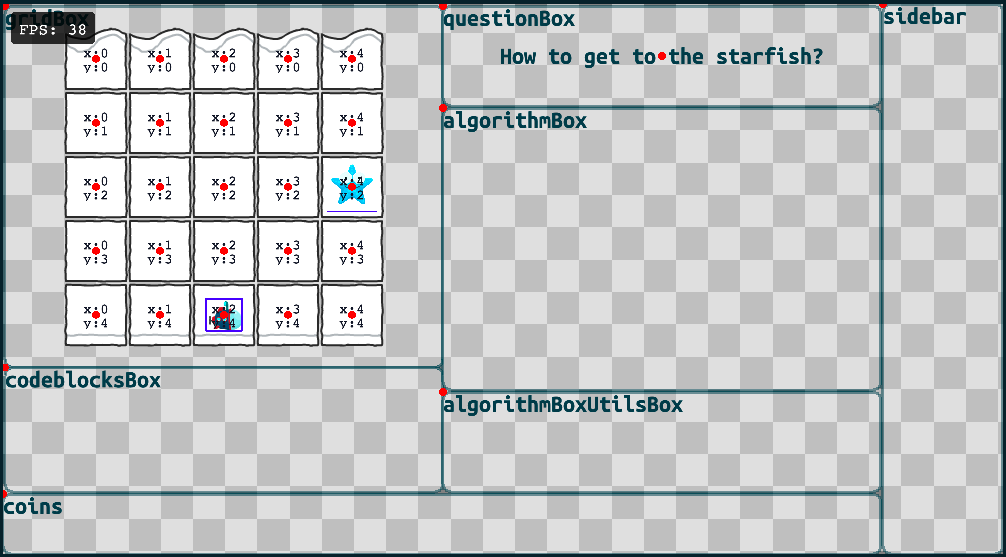 gridBox
FPS: 38
x:0 x:1 x:2 x:3 x:4
y:0 y:0 y:0 y:0 y:0
x:0 x:1 x:2 x:3 x:4
y:1 y:1 y:1 y:1 y:1
x:0 x:1 x:2 x:3 x:4
y:2 y:2 y:2 y:2 y:2
x:0 x:1 x:2 x:3 x:4
y:3 y:3 y:3 y:3 y:3
x:0 x:1 x:2 x:3 x:4
y:4 y:4 y:4 y:4 y:4
questionBox
How to get to the starfish?
algorithmBox
algorithmBoxUtilsBox
codeblocksBox
coins
sidebar